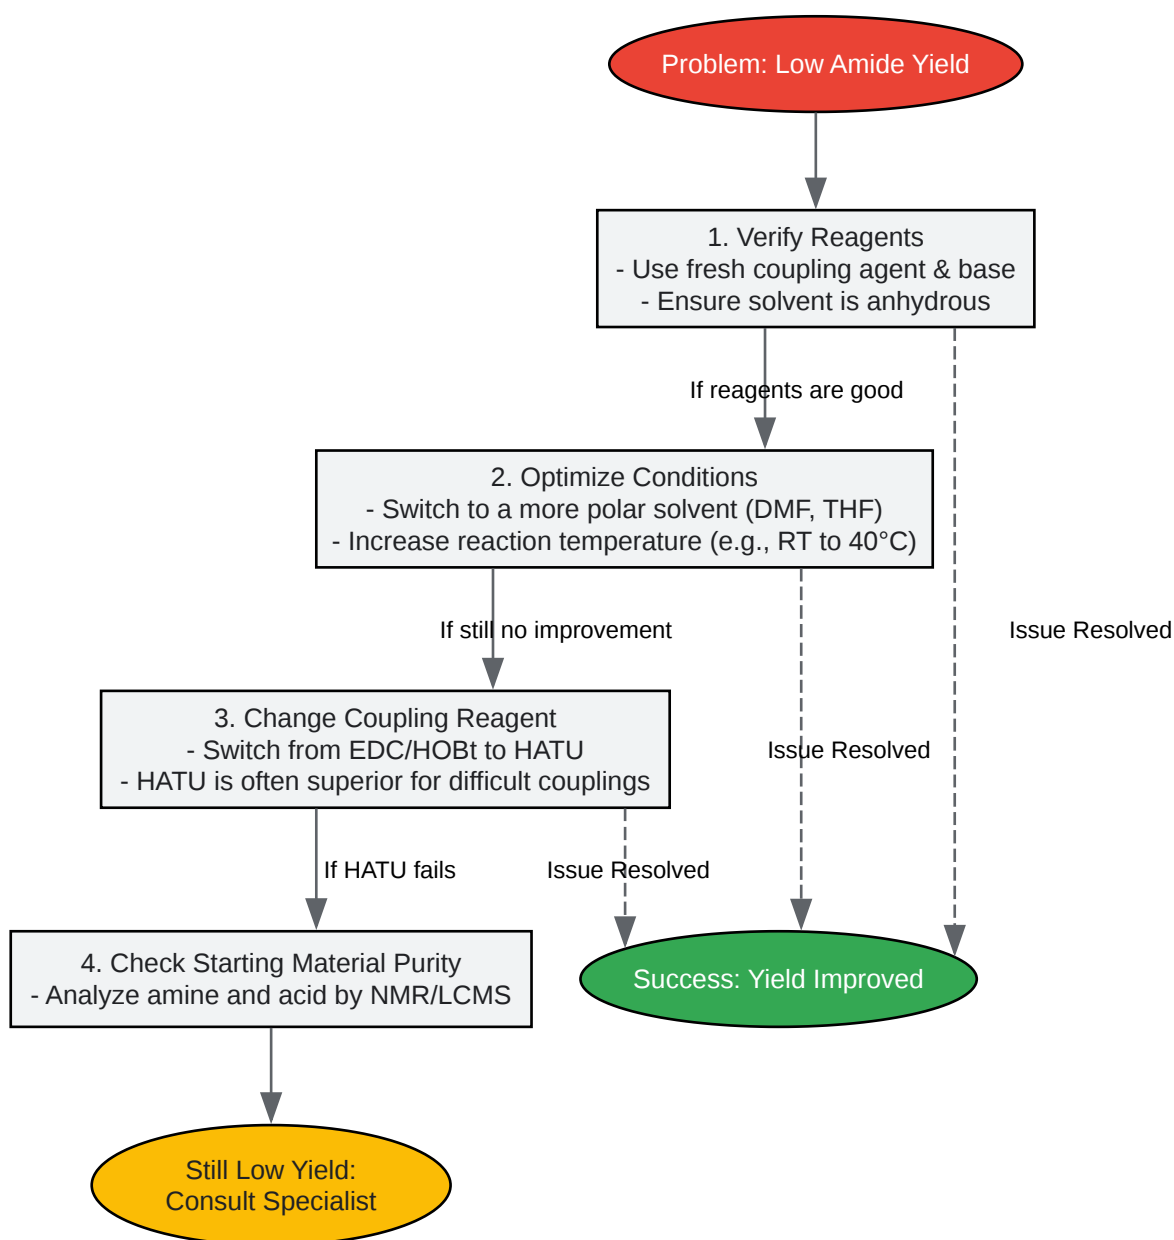 Problem: Low Amide Yield
1. Verify Reagents
- Use fresh coupling agent & base
- Ensure solvent is anhydrous
If reagents are good
2. Optimize Conditions
- Switch to a more polar solvent (DMF, THF)
- Increase reaction temperature (e.g., RT to 40°C)
If still no improvement
Issue Resolved
3. Change Coupling Reagent
- Switch from EDC/HOBt to HATU
- HATU is often superior for difficult couplings
Issue Resolved
If HATU fails
Issue Resolved
4. Check Starting Material Purity
- Analyze amine and acid by NMR/LCMS
Success: Yield Improved
Still Low Yield:
Consult Specialist